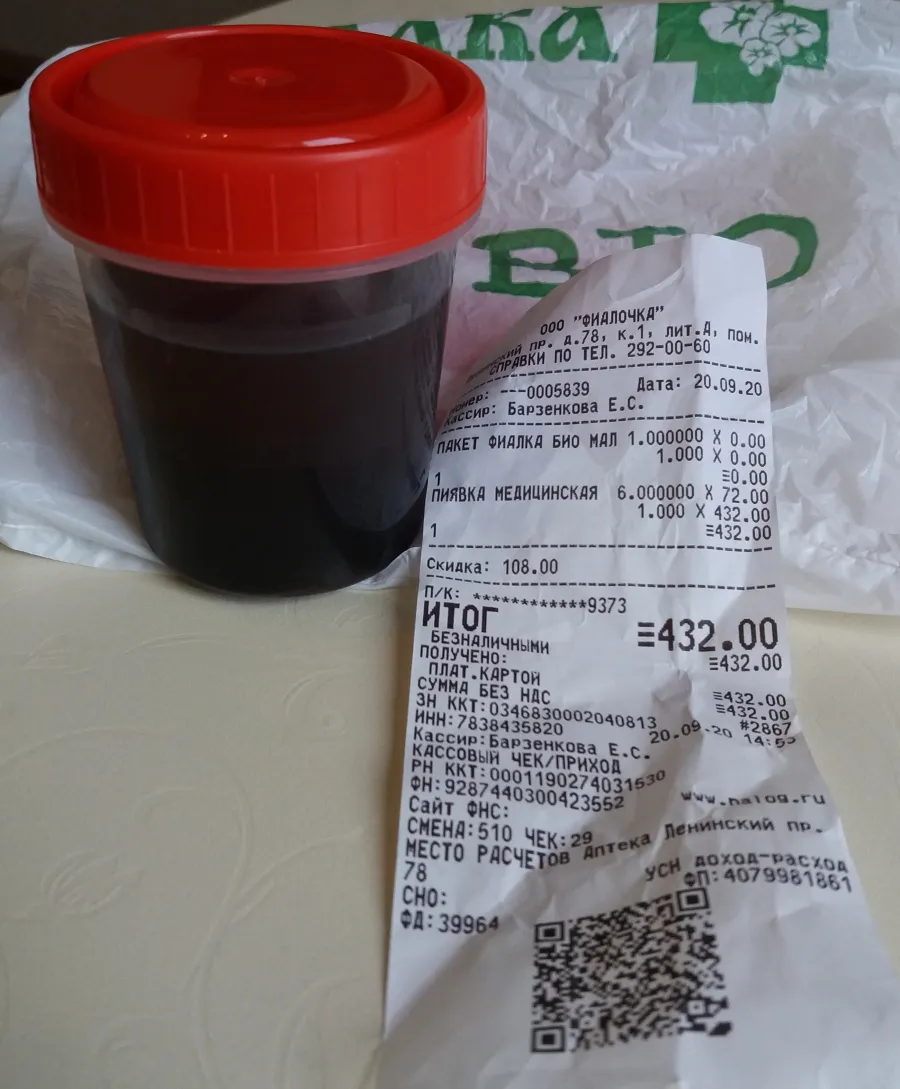 ЛКА
ВІО
ООО "ФИАЛОЧКА"
пр. д.78, к.1, лит.А, пом.
СПРАВКИ ПО ТЕЛ. 292-00-60
---0005839 Дата: 20.09.20
Кассир: Барзенкова Е.С.
ПАКЕТ ФИАЛКА БИО МАЛ 1.000000 X 0.00
1.000 X 0.00
1 ≡0.00
ПИЯВКА МЕДИЦИНСКАЯ 6.000000 X 72.00
1.000 X 432.00
1 ≡432.00
Скидка: 108.00
П/К: ************9373
ИТОГ ≡432.00
БЕЗНАЛИЧНЫМИ ≡432.00
ПОЛУЧЕНО:
ПЛАТ.КАРТОЙ ≡432.00
СУММА БЕЗ НДС ≡432.00
ЗН ККТ:0346830002040813 #2867
ИНН:7838435820 20.09.20
Кассир:Барзенкова Е.С.
КАССОВЫЙ ЧЕК/ПРИХОД
РН ККТ:0001190274031530
ФН:9287440300423552
Сайт ФНС: www.nalog.ru
СМЕНА:510 ЧЕК:29
МЕСТО РАСЧЕТОВ Аптека Ленинский пр.
78
СНО: УСН ДОХОД-РАСХОД
ФД:39964 ФП:4079981861